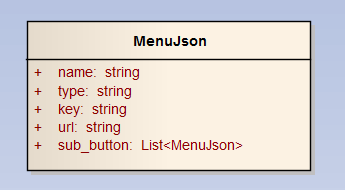 MenuJson
+ name: string
+ type: string
+ key: string
+ url: string
+ sub_button: List<MenuJson>